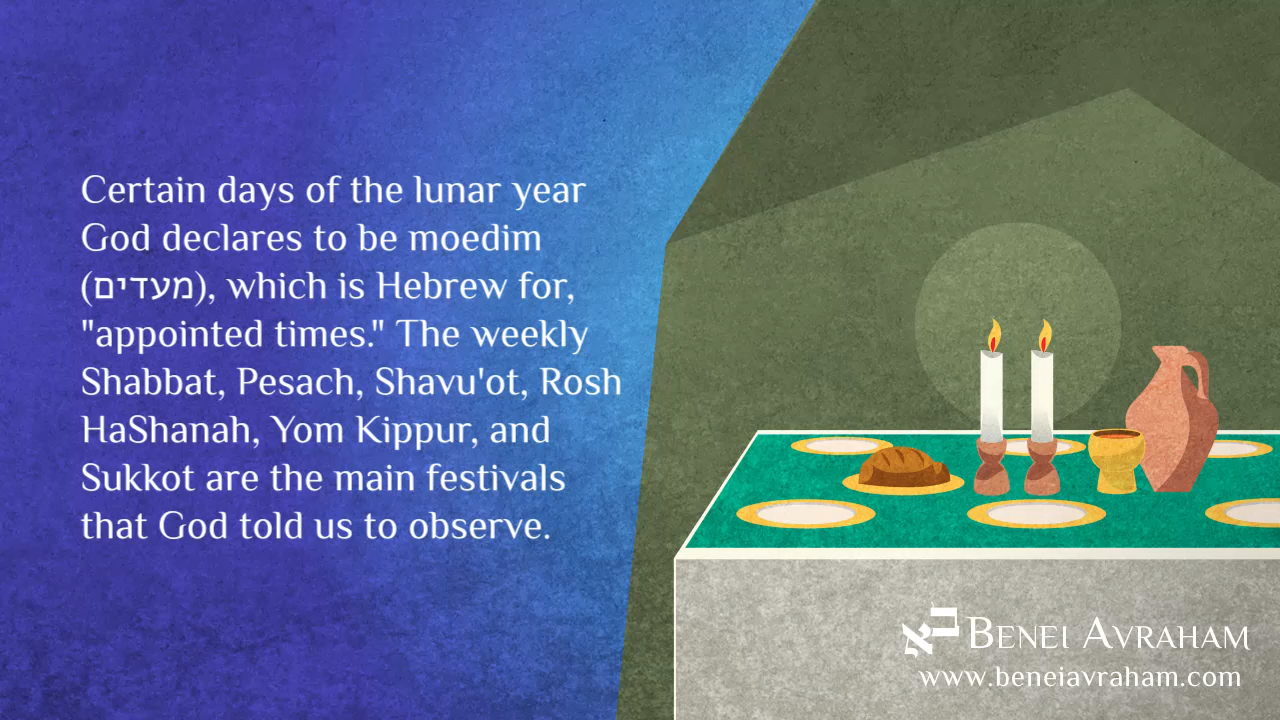 Certain days of the lunar year
God declares to be moedim
(מעדים), which is Hebrew for,
"appointed times." The weekly
Shabbat, Pesach, Shavu'ot, Rosh
HaShanah, Yom Kippur, and
Sukkot are the main festivals
that God told us to observe.
בא Benei Avraham
www.beneiavraham.com